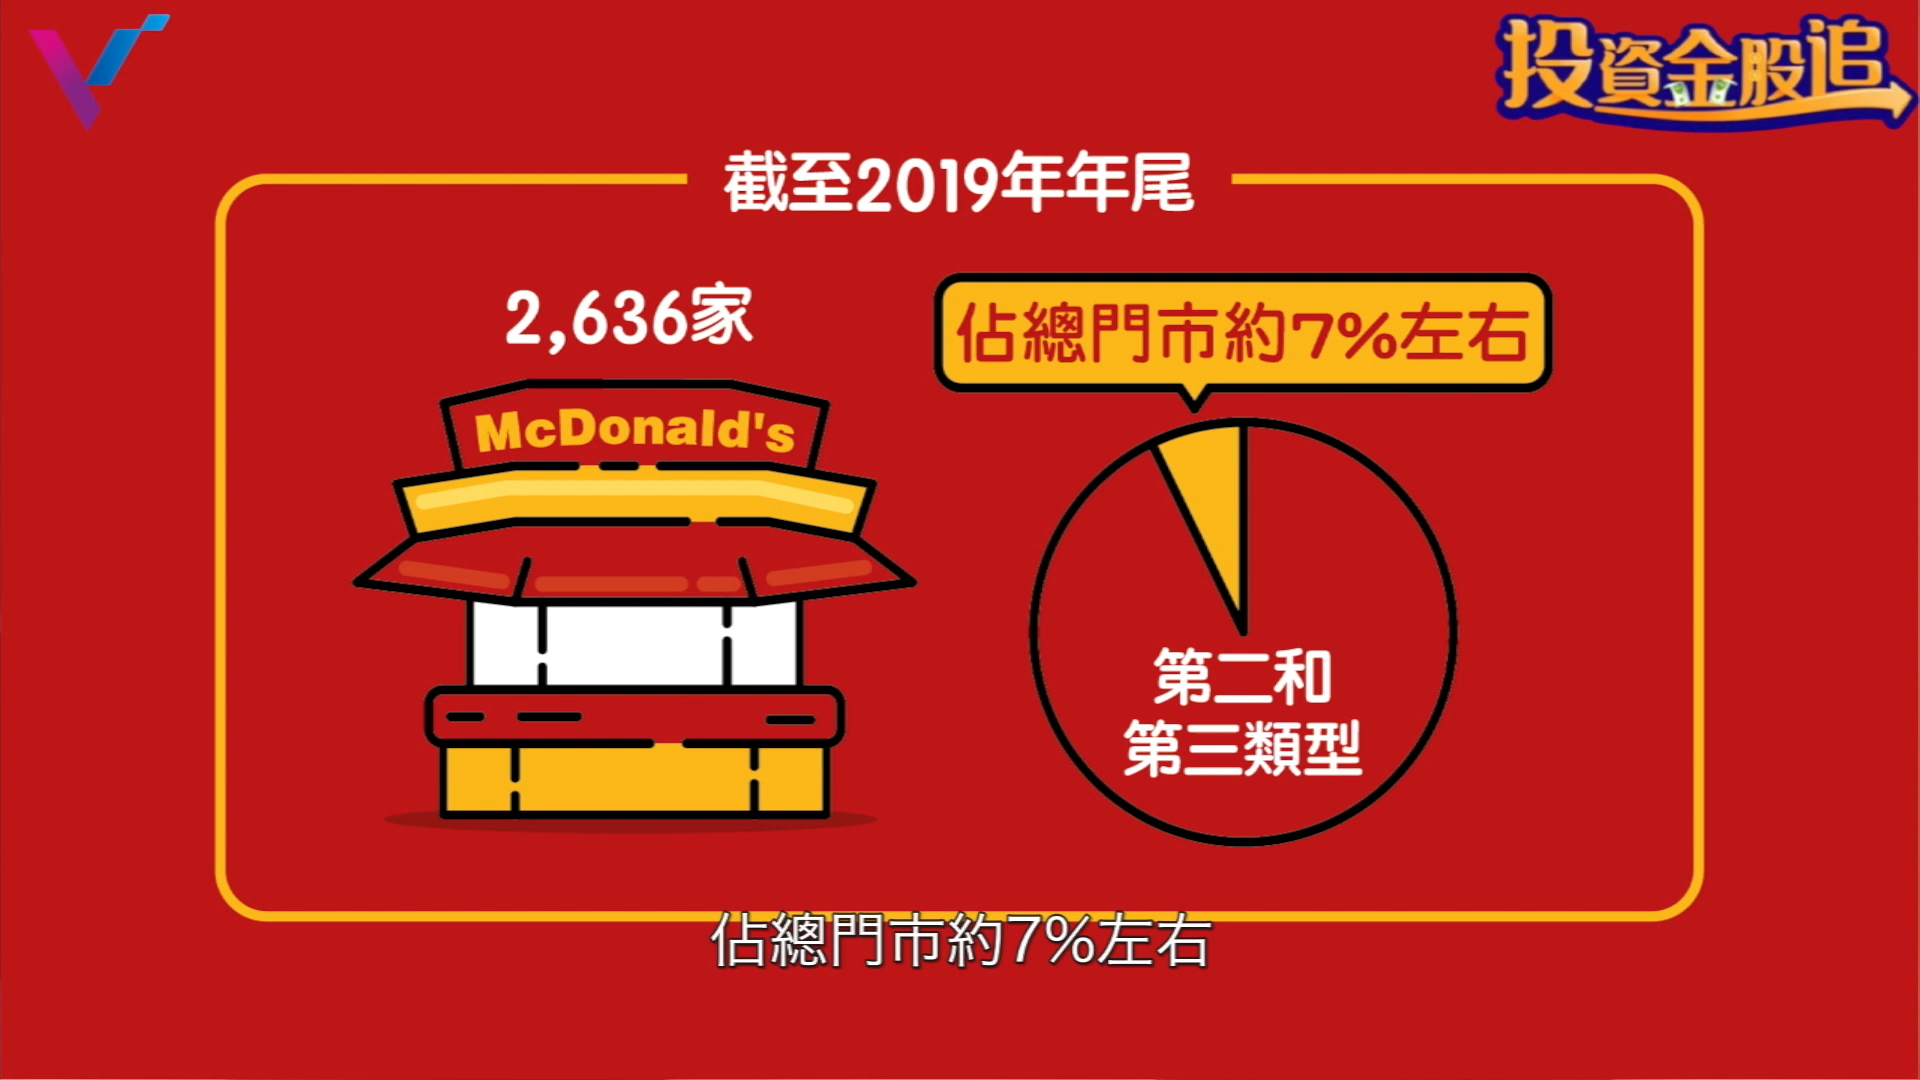 投資金股追
截至2019年年尾
2,636家
佔總門市約7%左右
McDonald's
第二和
第三類型
佔總門市約7%左右